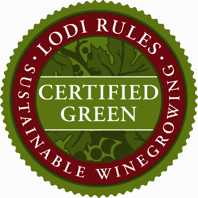 · LODI RULES ·
SUSTAINABLE WINEGROWING
CERTIFIED
GREEN